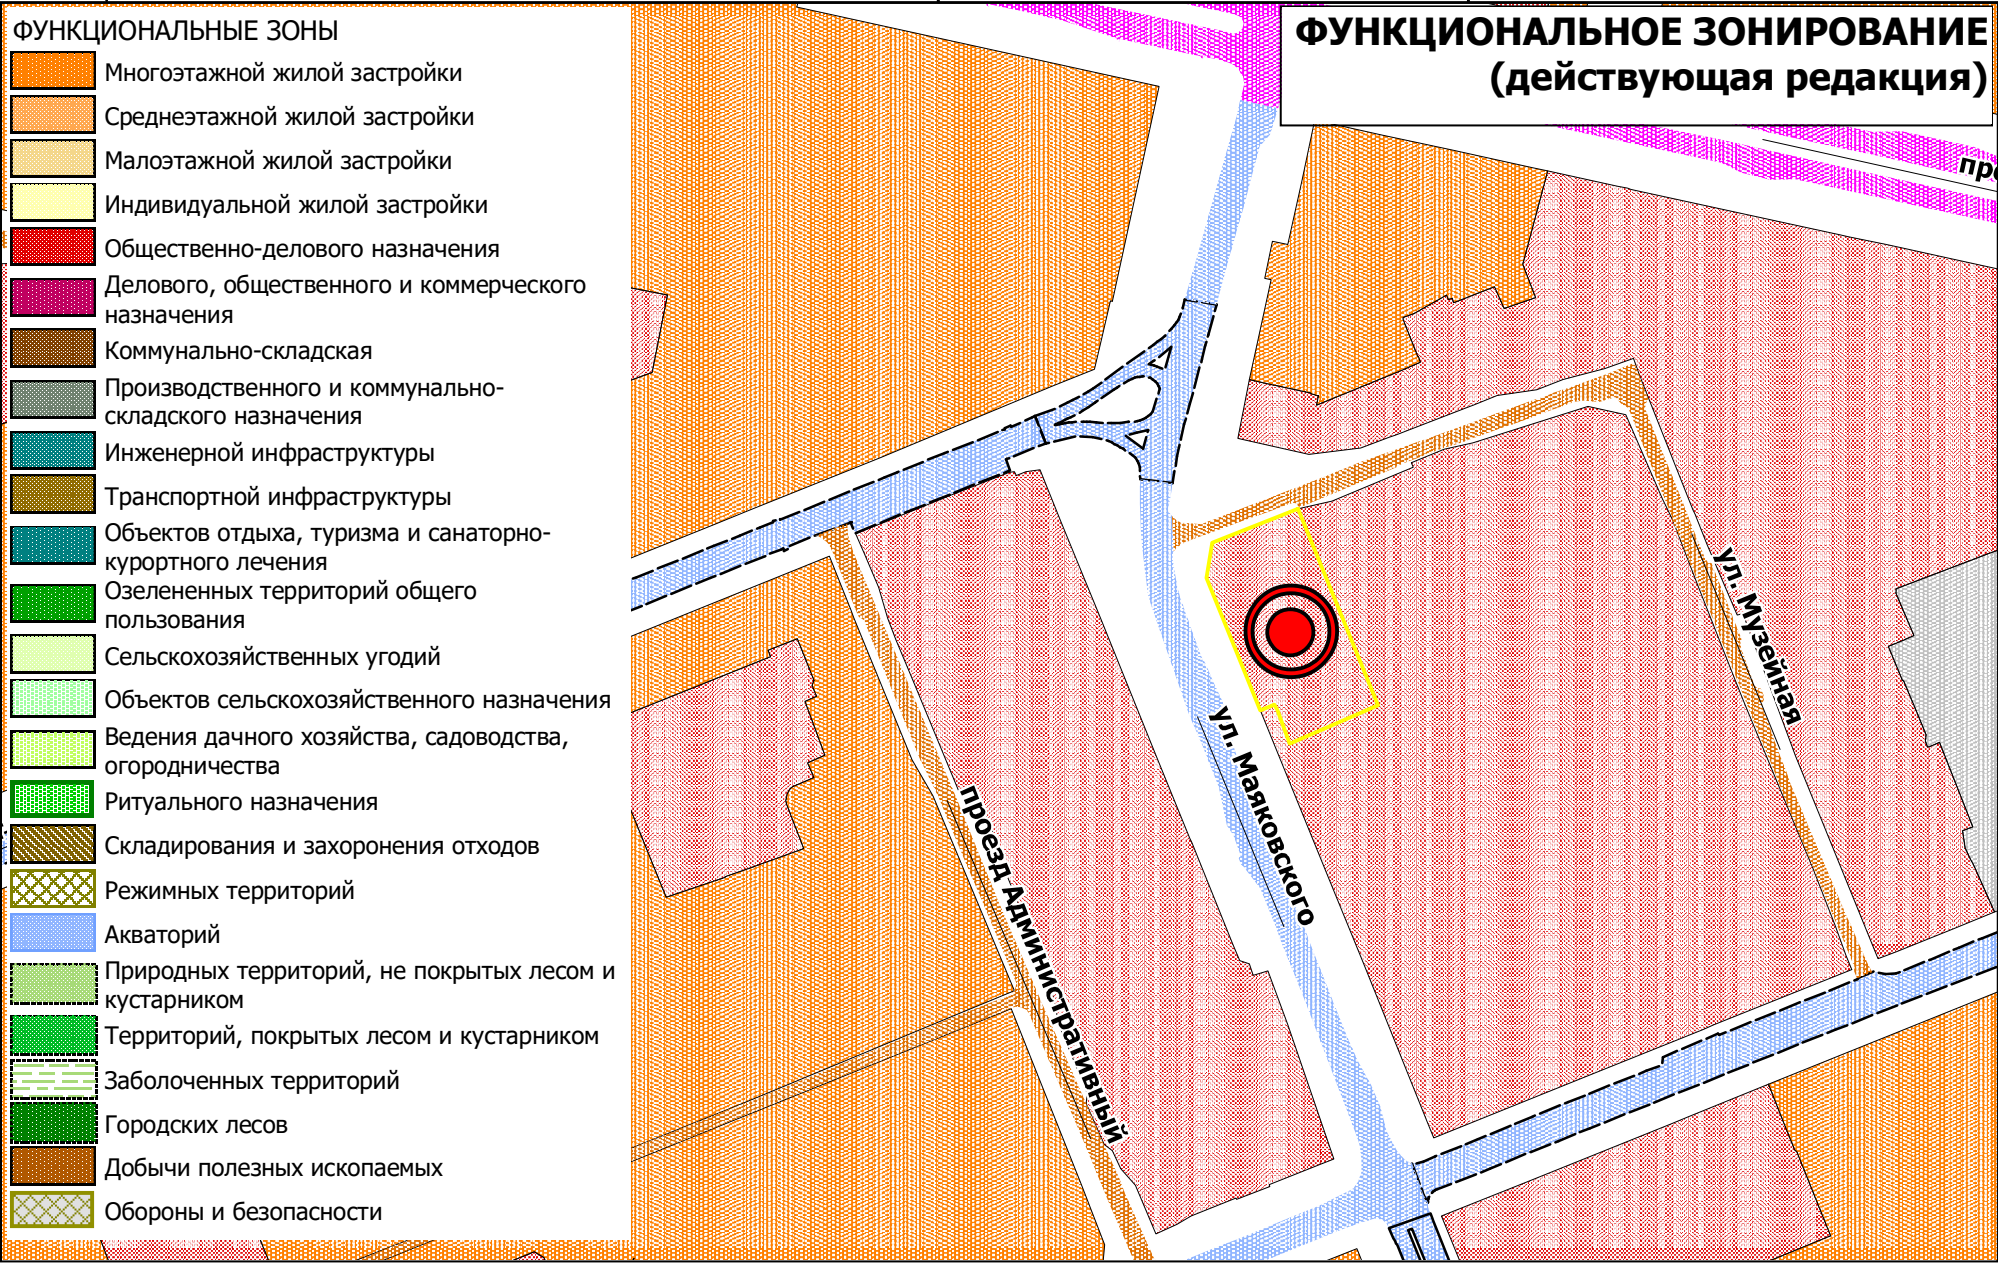 ФУНКЦИОНАЛЬНЫЕ ЗОНЫ
Многоэтажной жилой застройки
Среднеэтажной жилой застройки
Малоэтажной жилой застройки
Индивидуальной жилой застройки
Общественно-делового назначения
Делового, общественного и коммерческого
назначения
Коммунально-складская
Производственного и коммунально-
складского назначения
Инженерной инфраструктуры
Транспортной инфраструктуры
Объектов отдыха, туризма и санаторно-
курортного лечения
Озелененных территорий общего
пользования
Сельскохозяйственных угодий
Объектов сельскохозяйственного назначения
Ведения дачного хозяйства, садоводства,
огородничества
Ритуального назначения
Складирования и захоронения отходов
Режимных территорий
Акваторий
Природных территорий, не покрытых лесом и
кустарником
Территорий, покрытых лесом и кустарником
Заболоченных территорий
Городских лесов
Добычи полезных ископаемых
Обороны и безопасности
ФУНКЦИОНАЛЬНОЕ ЗОНИРОВАНИЕ
(действующая редакция)
ул. Музейная
ул. Маяковского
проезд Административный